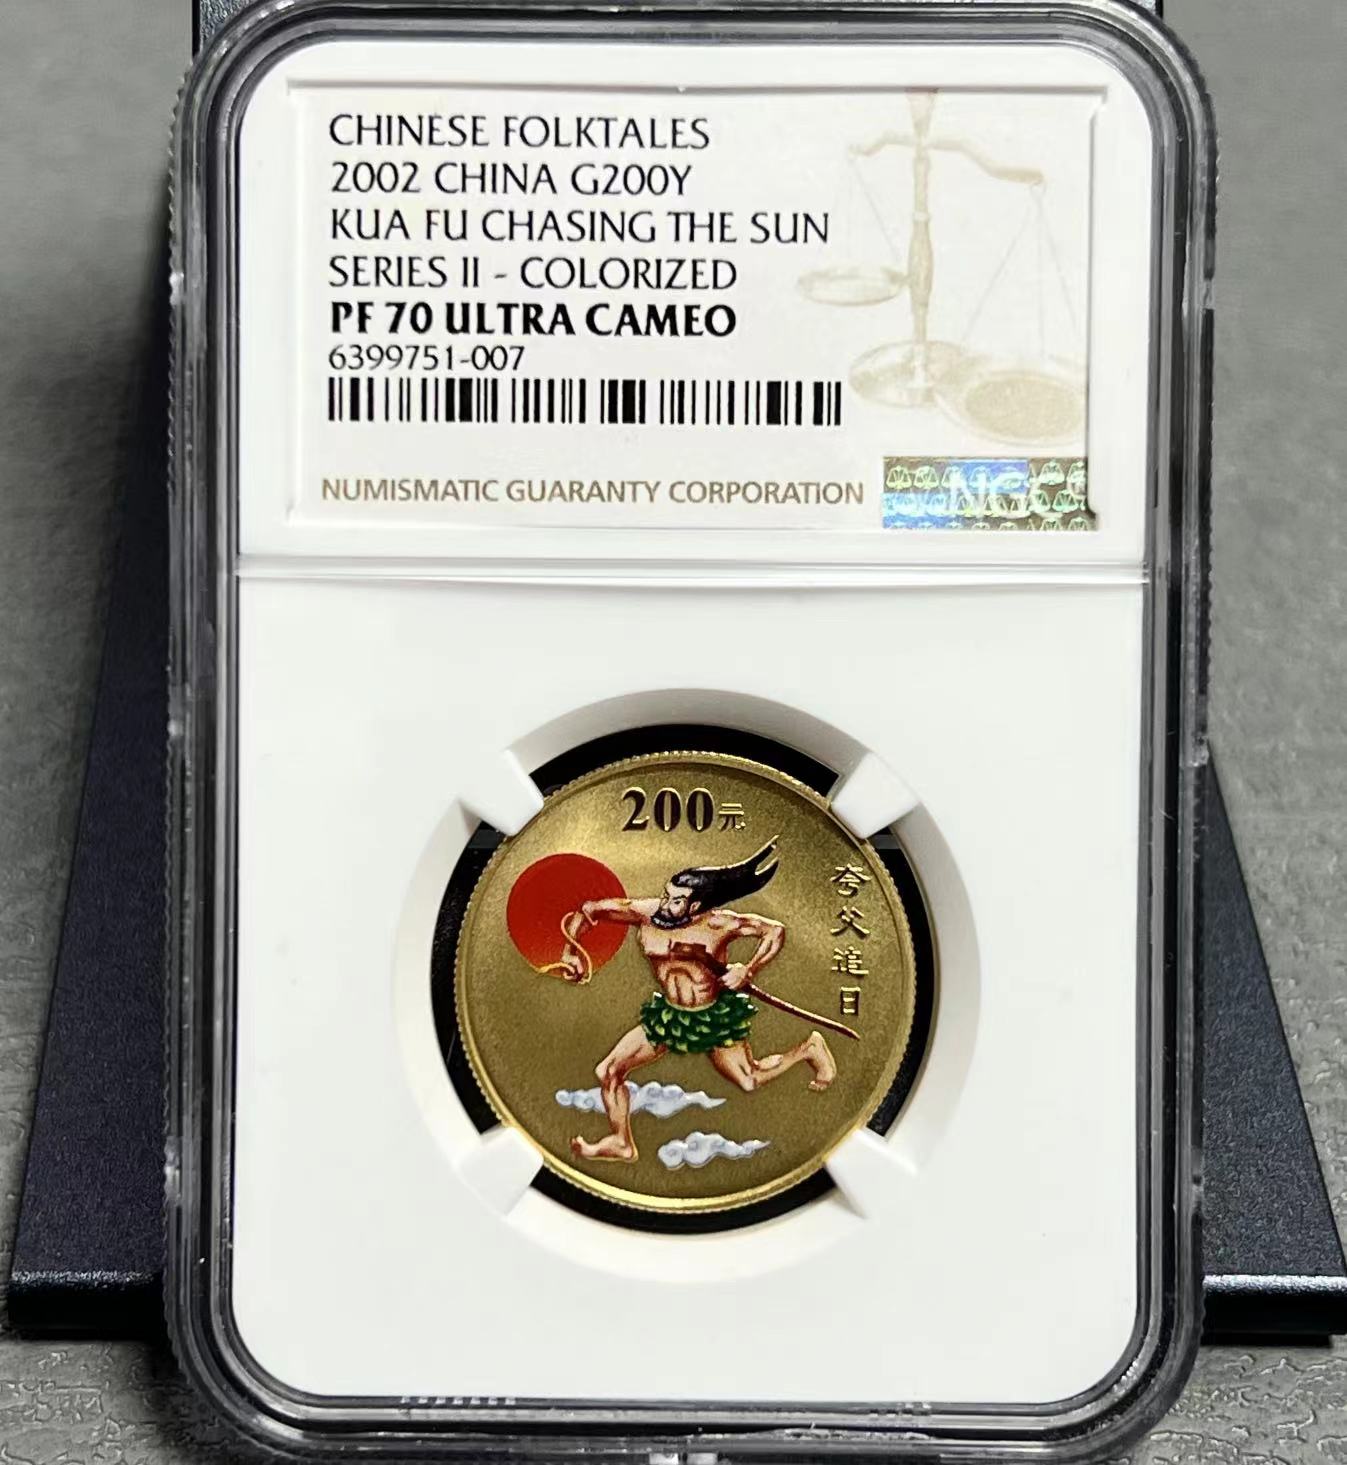 CHINESE FOLKTALES
2002 CHINA G200Y
KUA FU CHASING THE SUN
SERIES II - COLORIZED
PF 70 ULTRA CAMEO
6399751-007
NUMISMATIC GUARANTY CORPORATION
NGC
200元
夸父追日